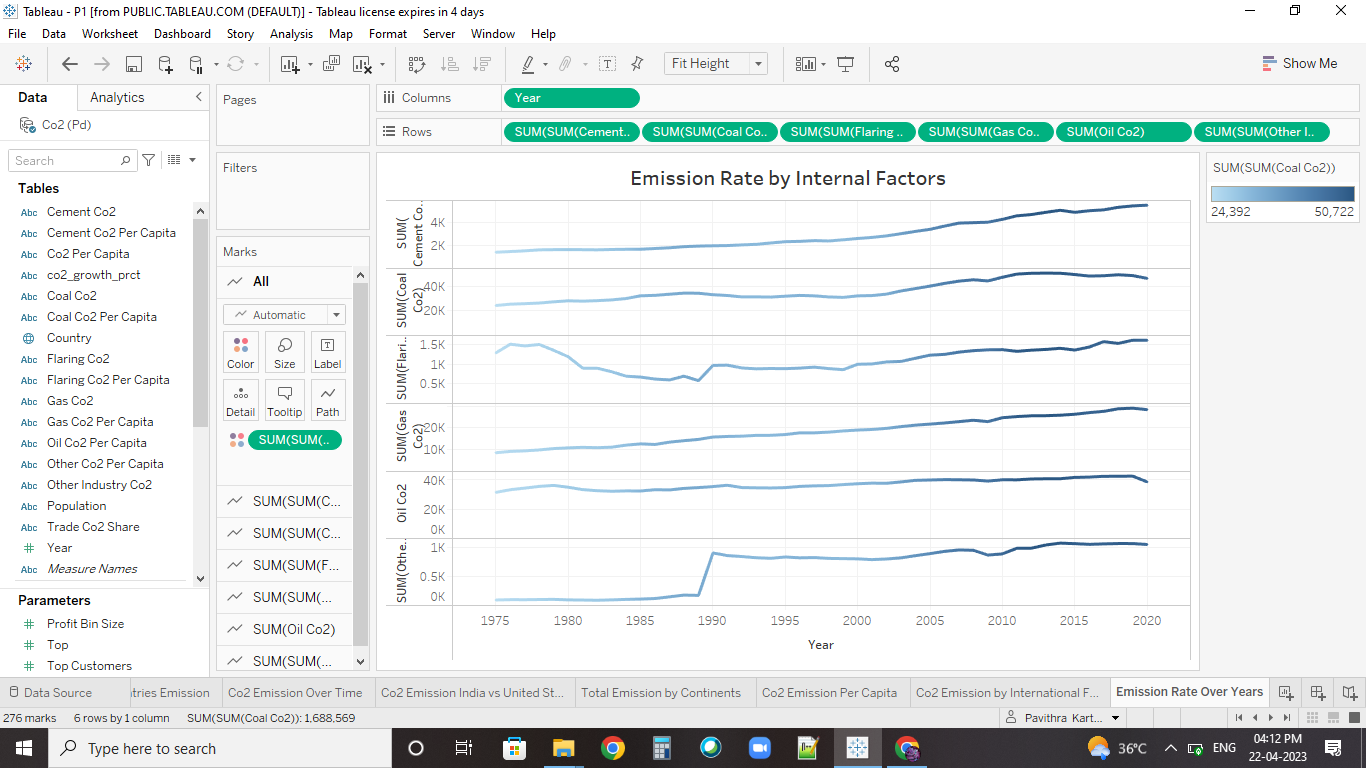 Tableau - P1 [from PUBLIC.TABLEAU.COM (DEFAULT)] - Tableau license expires in 4 days
File Data Worksheet Dashboard Story Analysis Map Format Server Window Help
Fit Height
Show Me
Data Analytics
Co2 (Pd)
Search
Tables
Abc Cement Co2
Abc Cement Co2 Per Capita
Abc Co2 Per Capita
Abc co2_growth_prct
Abc Coal Co2
Abc Coal Co2 Per Capita
Country
Abc Flaring Co2
Abc Flaring Co2 Per Capita
Abc Gas Co2
Abc Gas Co2 Per Capita
Abc Oil Co2 Per Capita
Abc Other Co2 Per Capita
Abc Other Industry Co2
Abc Population
Abc Trade Co2 Share
# Year
Abc Measure Names
Parameters
# Profit Bin Size
# Top
# Top Customers
Pages
Filters
Marks
All
Automatic
Color Size Label
Detail Tooltip Path
SUM(SUM(..
SUM(SUM(C...
SUM(SUM(C...
SUM(SUM(F...
SUM(SUM(...
SUM(Oil Co2)
SUM(SUM(...
Columns Year
Rows SUM(SUM(Cement.. SUM(SUM(Coal Co.. SUM(SUM(Flaring .. SUM(SUM(Gas Co.. SUM(Oil Co2) SUM(SUM(Other I..
Emission Rate by Internal Factors
SUM(
Cement Co..
4K
2K
SUM(Coal
Co2)
40K
20K
SUM(Flari..
1.5K
1K
0.5K
SUM(Gas
Co2)
20K
10K
Oil Co2
40K
20K
0K
SUM(Othe..
1K
0.5K
0K
1975 1980 1985 1990 1995 2000 2005 2010 2015 2020
Year
SUM(SUM(Coal Co2))
24,392 50,722
Data Source
tries Emission
Co2 Emission Over Time
Co2 Emission India vs United St...
Total Emission by Continents
Co2 Emission Per Capita
Co2 Emission by International F...
Emission Rate Over Years
276 marks 6 rows by 1 column SUM(SUM(Coal Co2)): 1,688,569
Pavithra Kart...
Type here to search
36°C
ENG
04:12 PM
22-04-2023